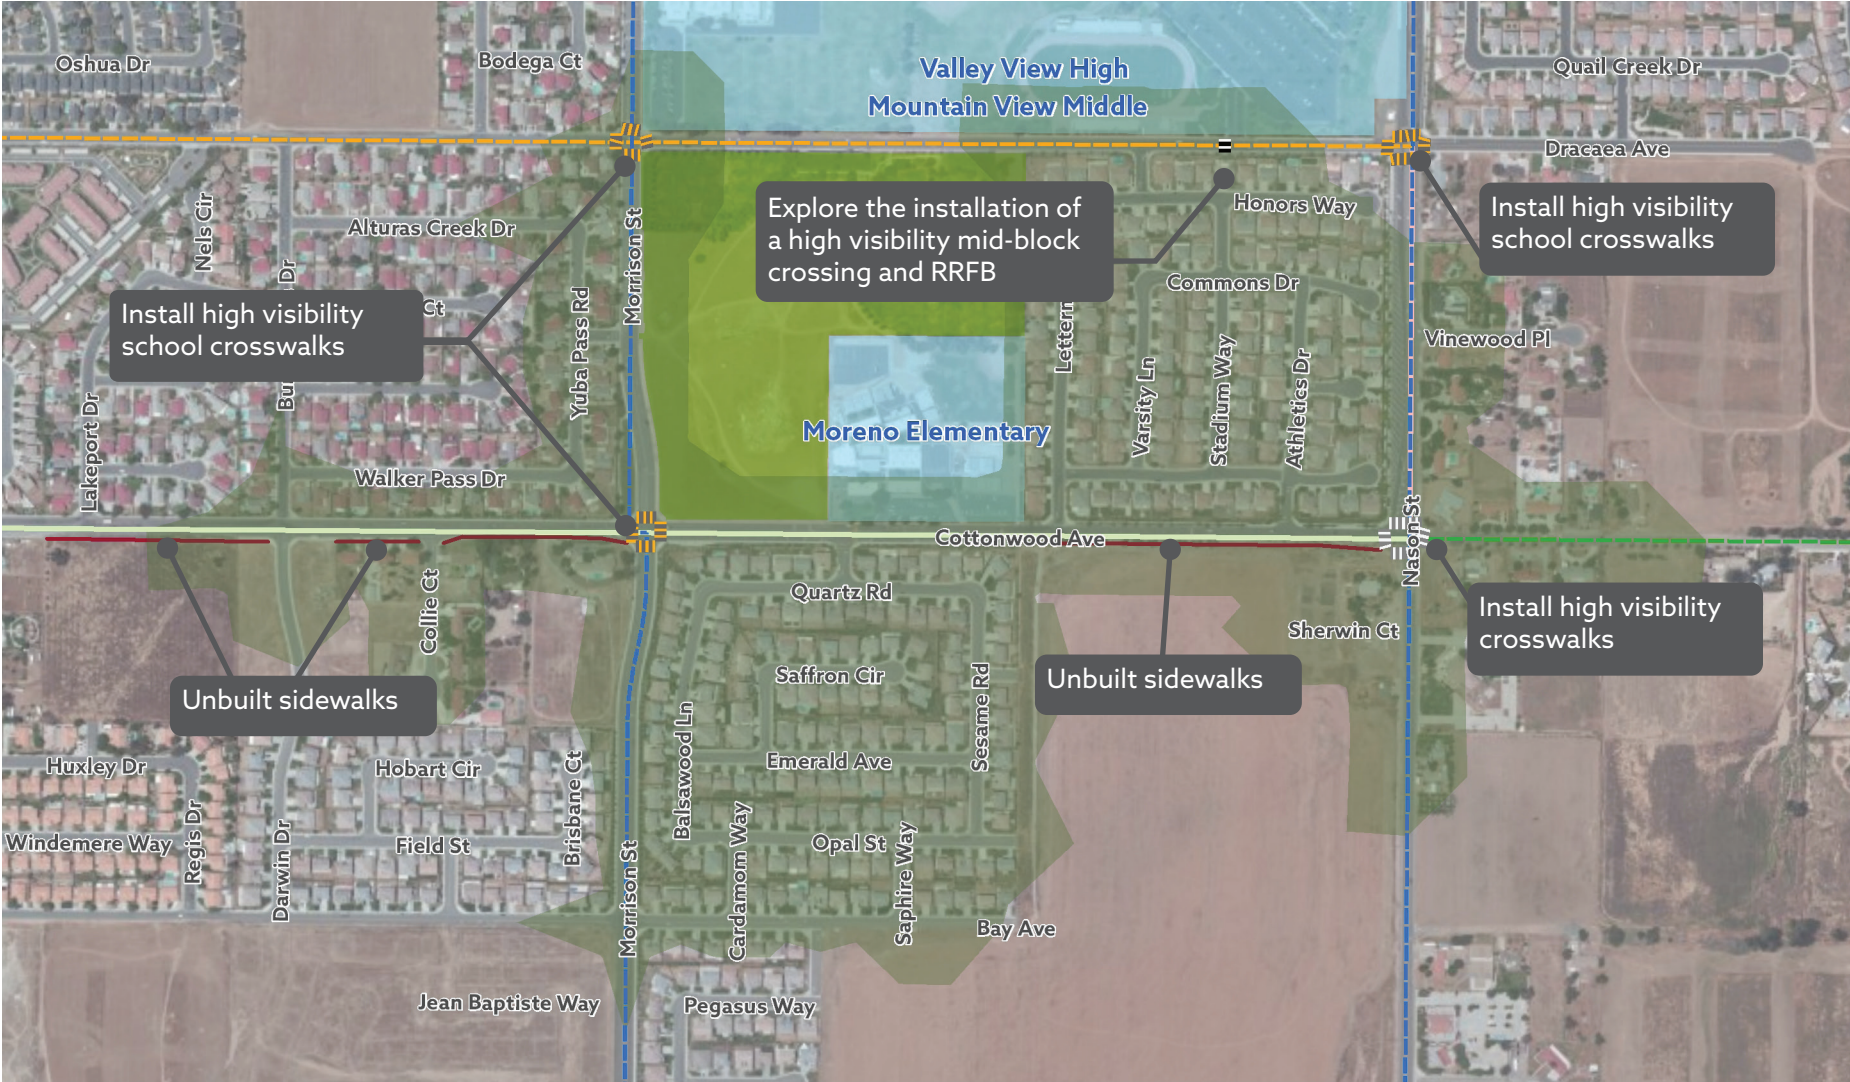 Oshua Dr
Bodega Ct
Valley View High
Mountain View Middle
Quail Creek Dr
Dracaea Ave
Nels Cir
Alturas Creek Dr
Morrison St
Explore the installation of
a high visibility mid-block
crossing and RRFB
Honors Way
Install high visibility
school crosswalks
Dr
Ct
Install high visibility
school crosswalks
Yuba Pass Rd
Commons Dr
Vinewood Pl
Lakeport Dr
Bu
Lettern
Varsity Ln
Stadium Way
Athletics Dr
Moreno Elementary
Walker Pass Dr
Cottonwood Ave
Nason St
Collie Ct
Quartz Rd
Sherwin Ct
Install high visibility
crosswalks
Unbuilt sidewalks
Unbuilt sidewalks
Saffron Cir
Balsawood Ln
Sesame Rd
Huxley Dr
Hobart Cir
Brisbane Ct
Emerald Ave
Windemere Way
Regis Dr
Darwin Dr
Field St
Morrison St
Cardamom Way
Opal St
Saphire Way
Bay Ave
Jean Baptiste Way
Pegasus Way